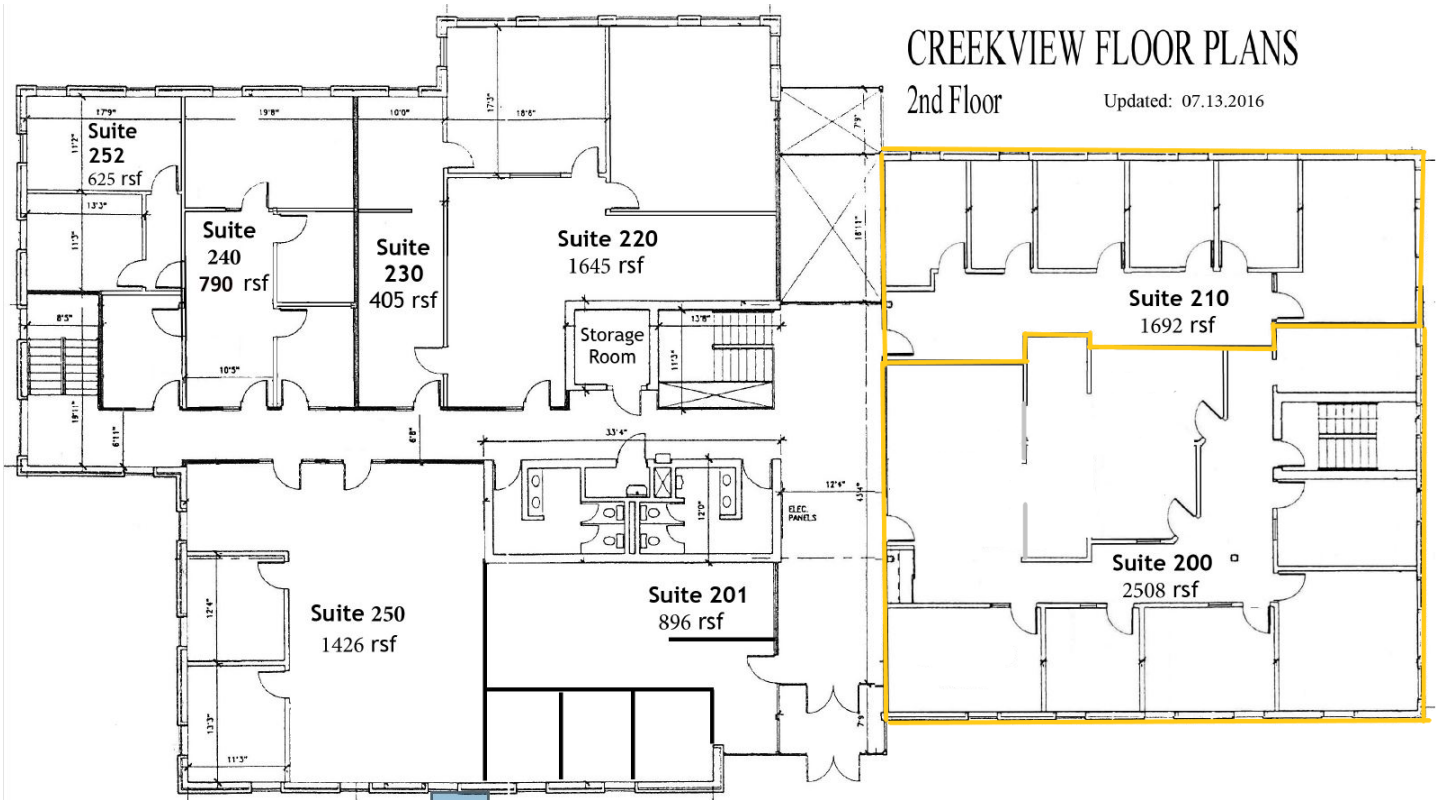 CREEKVIEW FLOOR PLANS
2nd Floor
Updated: 07.13.2016
17'3"
18'6"
7'9"
17'9"
19'8"
10'0"
Suite
252
625 rsf
11'2"
13'3"
11'3"
Suite
240
790 rsf
Suite
230
405 rsf
Suite 220
1645 rsf
18'11"
Suite 210
1692 rsf
8'5"
Storage
Room
13'8"
11'3"
10'5"
19'11"
6'11"
6'8"
33'4"
12'4"
ELEC.
PANELS
12'0"
Suite 200
2508 rsf
12'4"
Suite 250
1426 rsf
Suite 201
896 rsf
13'3"
11'3"
7'9"